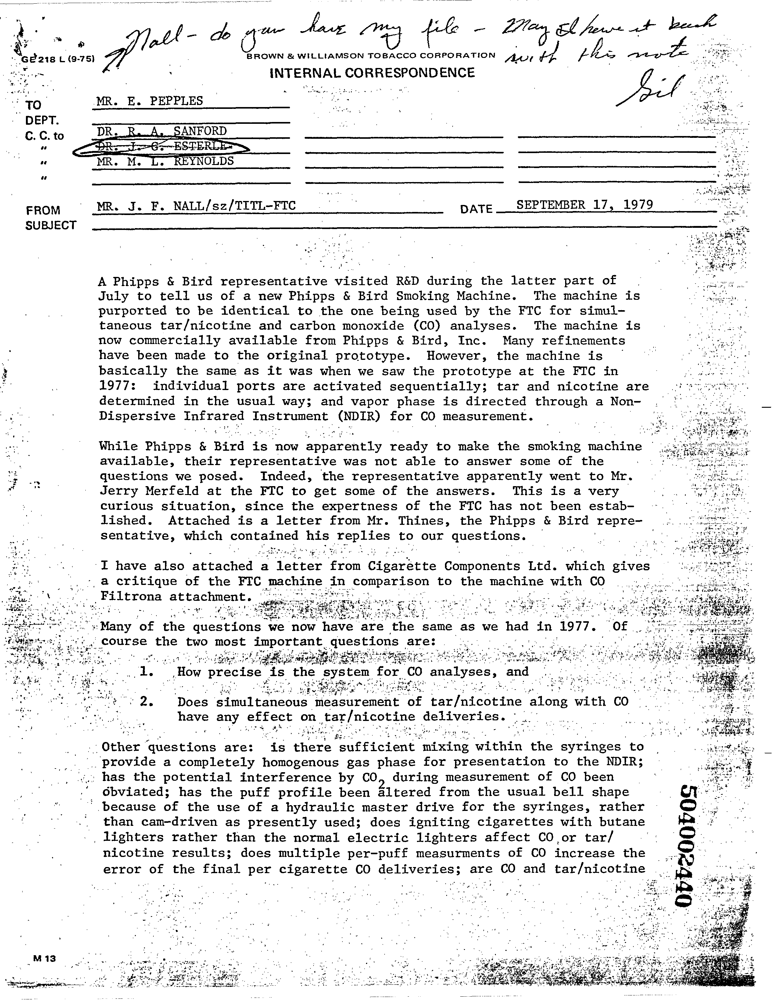 Nall - do you have my file - May I have it back
with this note
Gil
GE 218 L (9-75)
BROWN & WILLIAMSON TOBACCO CORPORATION
INTERNAL CORRESPONDENCE
TO MR. E. PEPPLES
DEPT.
C. C. to DR. R. A. SANFORD
" DR. J. G. ESTERLE
" MR. M. L. REYNOLDS
"
FROM MR. J. F. NALL/sz/TITL-FTC DATE SEPTEMBER 17, 1979
SUBJECT
A Phipps & Bird representative visited R&D during the latter part of
July to tell us of a new Phipps & Bird Smoking Machine. The machine is
purported to be identical to the one being used by the FTC for simul-
taneous tar/nicotine and carbon monoxide (CO) analyses. The machine is
now commercially available from Phipps & Bird, Inc. Many refinements
have been made to the original prototype. However, the machine is
basically the same as it was when we saw the prototype at the FTC in
1977: individual ports are activated sequentially; tar and nicotine are
determined in the usual way; and vapor phase is directed through a Non-
Dispersive Infrared Instrument (NDIR) for CO measurement.
While Phipps & Bird is now apparently ready to make the smoking machine
available, their representative was not able to answer some of the
questions we posed. Indeed, the representative apparently went to Mr.
Jerry Merfeld at the FTC to get some of the answers. This is a very
curious situation, since the expertness of the FTC has not been estab-
lished. Attached is a letter from Mr. Thines, the Phipps & Bird repre-
sentative, which contained his replies to our questions.
I have also attached a letter from Cigarette Components Ltd. which gives
a critique of the FTC machine in comparison to the machine with CO
Filtrona attachment.
Many of the questions we now have are the same as we had in 1977. Of
course the two most important questions are:
1. How precise is the system for CO analyses, and
2. Does simultaneous measurement of tar/nicotine along with CO
have any effect on tar/nicotine deliveries.
Other questions are: is there sufficient mixing within the syringes to
provide a completely homogenous gas phase for presentation to the NDIR;
has the potential interference by CO2 during measurement of CO been
obviated; has the puff profile been altered from the usual bell shape
because of the use of a hydraulic master drive for the syringes, rather
than cam-driven as presently used; does igniting cigarettes with butane
lighters rather than the normal electric lighters affect CO or tar/
nicotine results; does multiple per-puff measurments of CO increase the
error of the final per cigarette CO deliveries; are CO and tar/nicotine
504002440
M 13